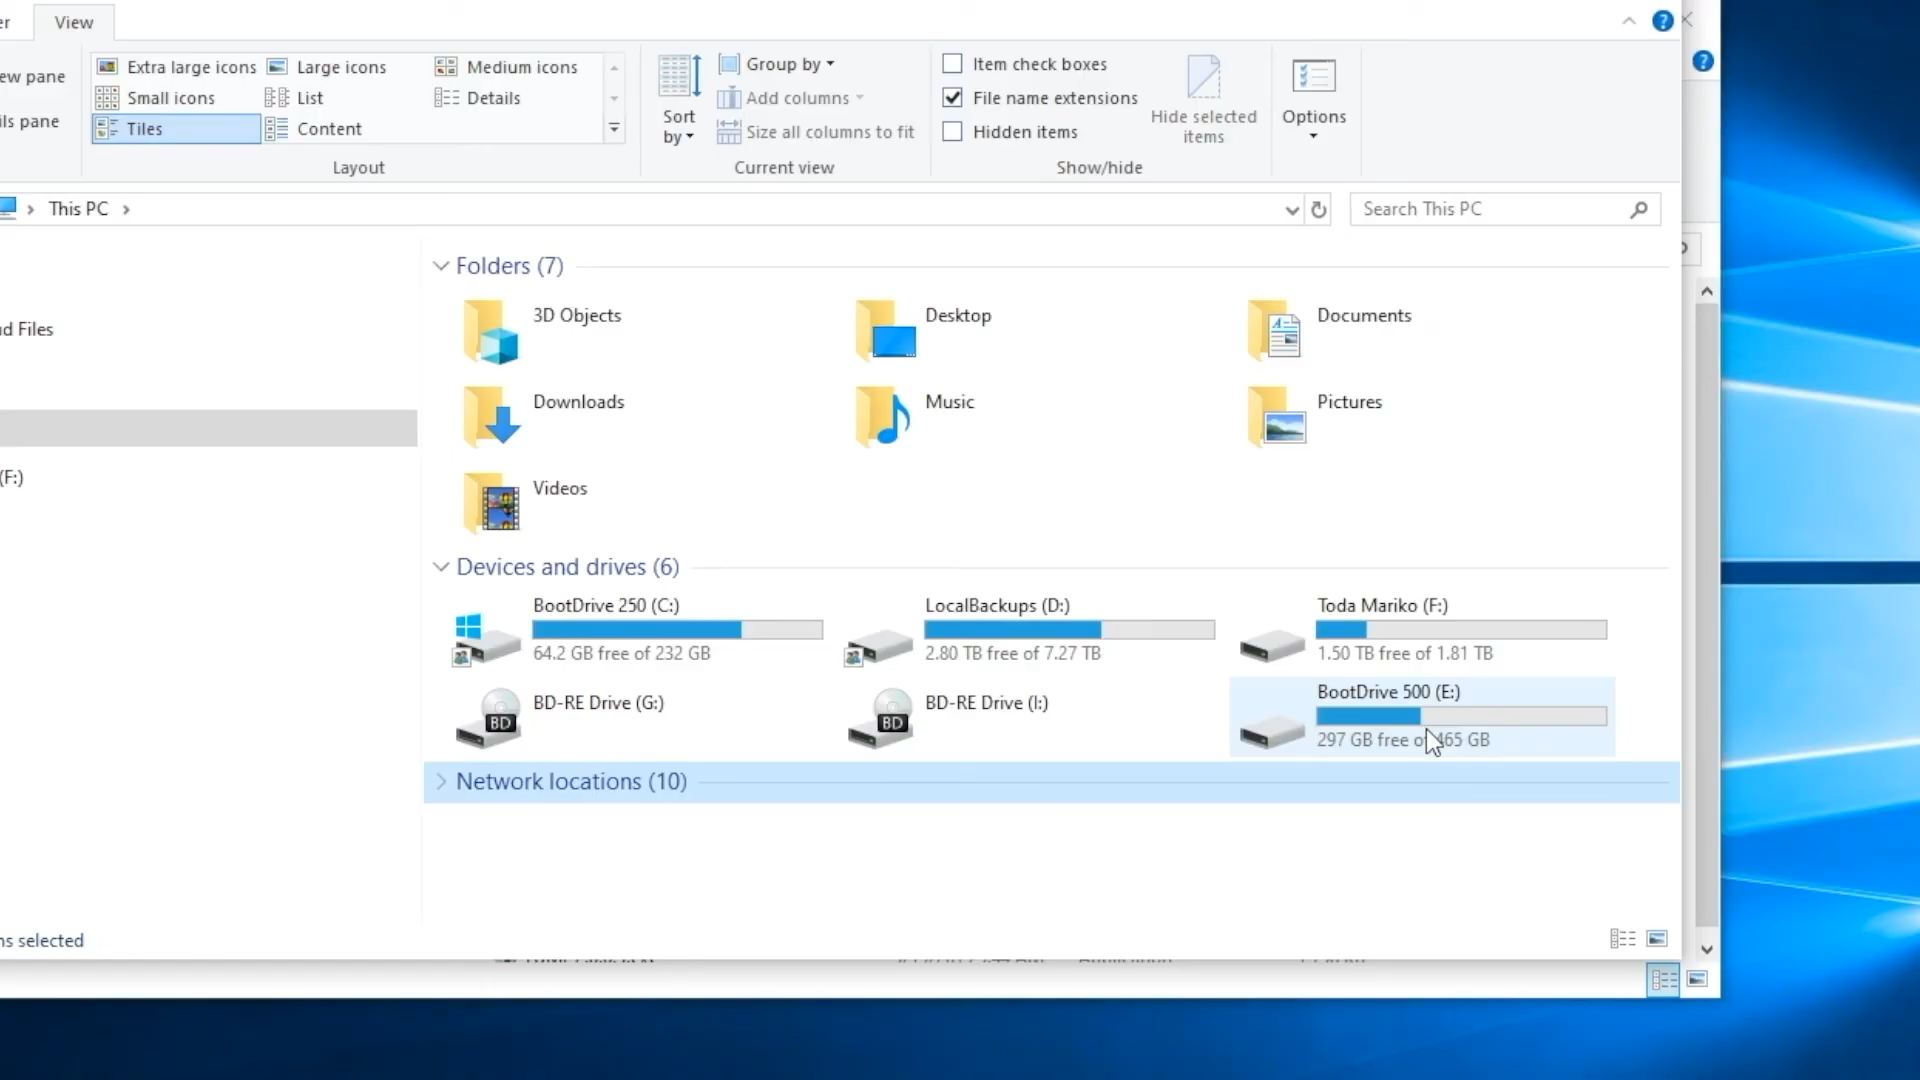 er
View
ew pane
ils pane
Extra large icons
Large icons
Medium icons
Small icons
List
Details
Tiles
Content
Layout
Sort
by
Group by
Add columns
Size all columns to fit
Current view
Item check boxes
File name extensions
Hidden items
Hide selected
items
Show/hide
Options
This PC
Search This PC
d Files
(F:)
Folders (7)
3D Objects
Desktop
Documents
Downloads
Music
Pictures
Videos
Devices and drives (6)
BootDrive 250 (C:)
64.2 GB free of 232 GB
LocalBackups (D:)
2.80 TB free of 7.27 TB
Toda Mariko (F:)
1.50 TB free of 1.81 TB
BD-RE Drive (G:)
BD
BD-RE Drive (I:)
BD
BootDrive 500 (E:)
297 GB free of 465 GB
Network locations (10)
ns selected